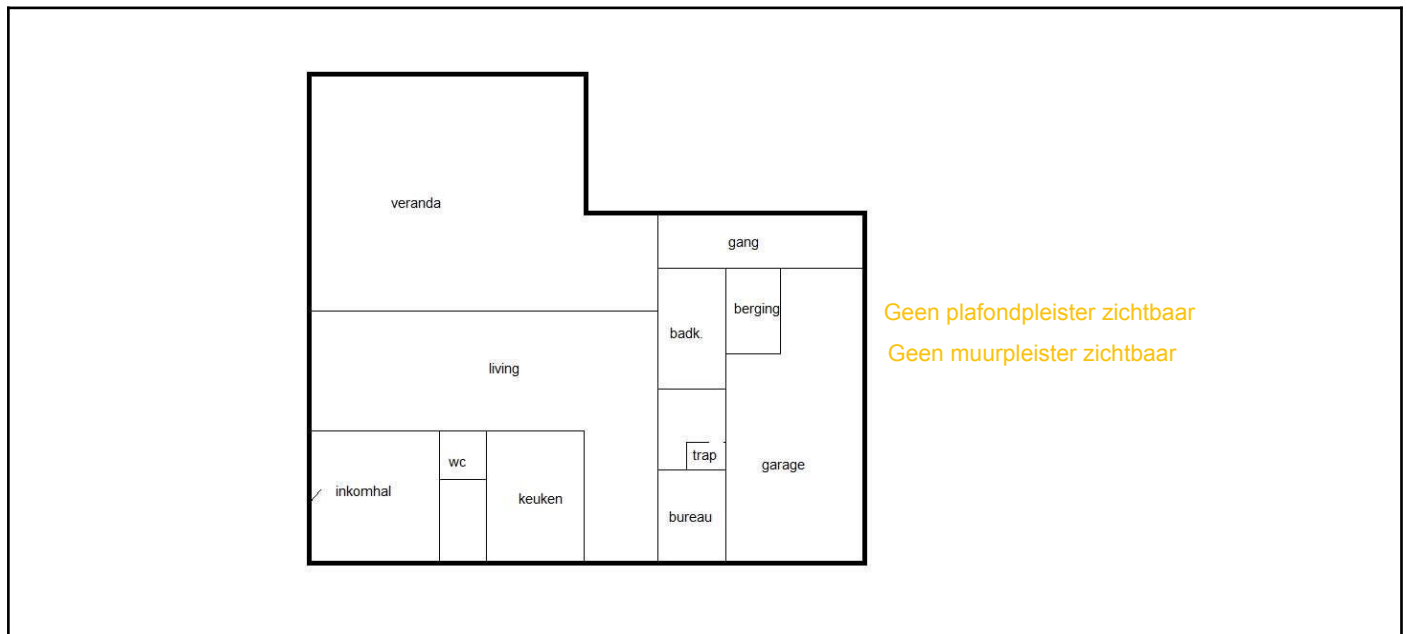 veranda
gang
berging
Geen plafondpleister zichtbaar
badk.
Geen muurpleister zichtbaar
living
wc
trap
garage
inkomhal
keuken
bureau